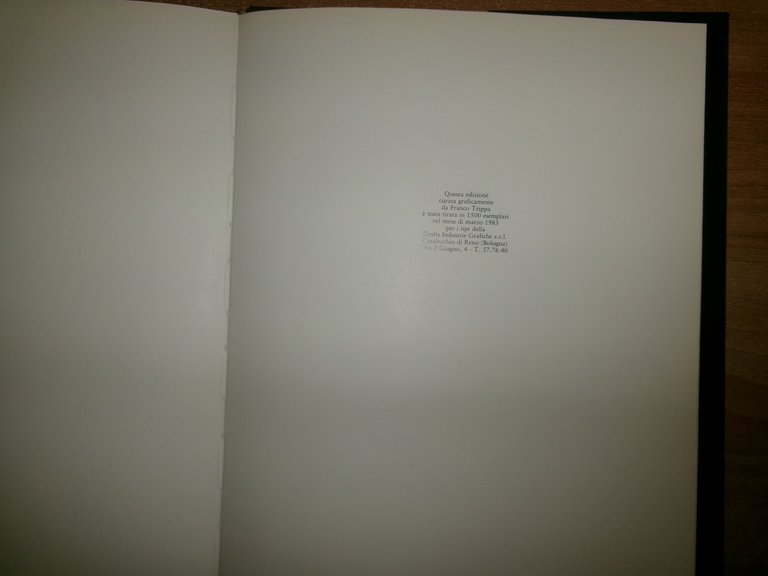 Questa edizione
curata graficamente
da Franco Trippa
è stata tirata in 1500 esemplari
nel mese di marzo 1983
per i tipi della
Grafis Industrie Grafiche s.r.l.
Casalecchio di Reno (Bologna)
2 Giugno, 4 - T. 57.76.40